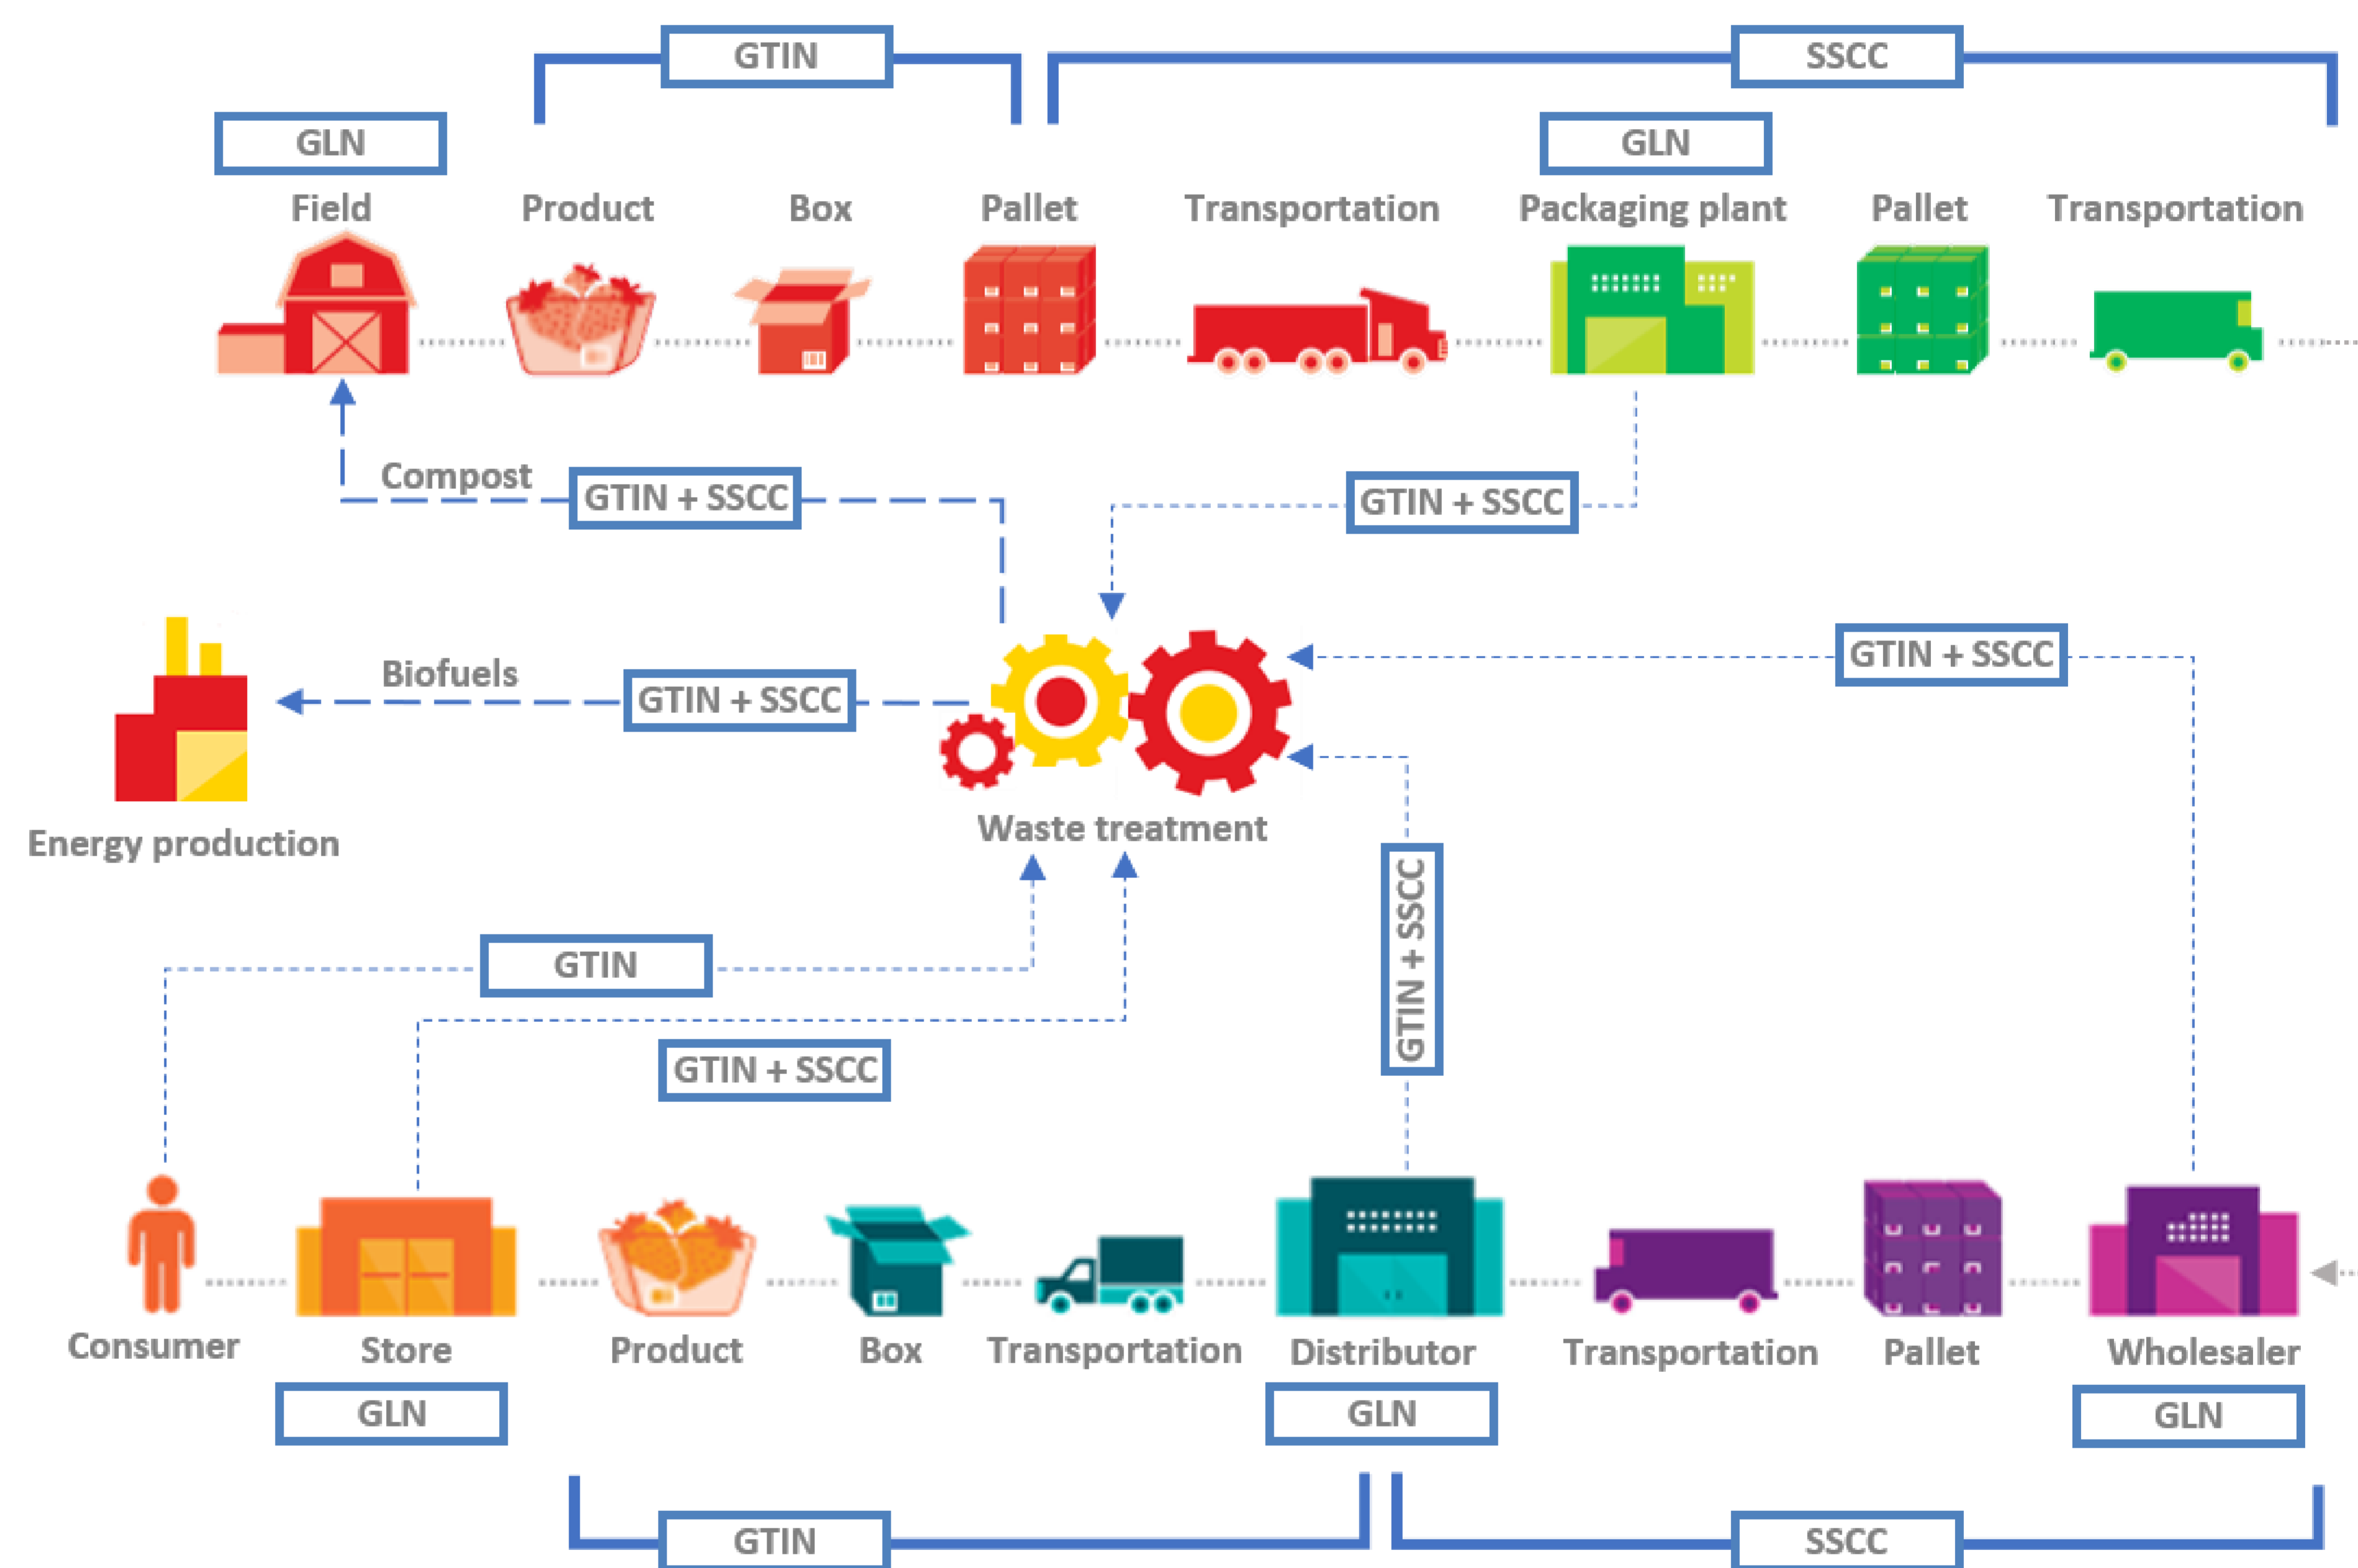 GTIN
SSCC
GLN
GLN
Field
Product
Box
Pallet
Transportation
Packaging plant
Pallet
Transportation
Compost
GTIN + SSCC
GTIN + SSCC
GTIN + SSCC
Biofuels
GTIN + SSCC
Waste treatment
Energy production
GTIN + SSCC
GTIN
GTIN + SSCC
Consumer
Store
Product
Box
Transportation
Distributor
Transportation
Pallet
Wholesaler
GLN
GLN
GLN
GTIN
SSCC